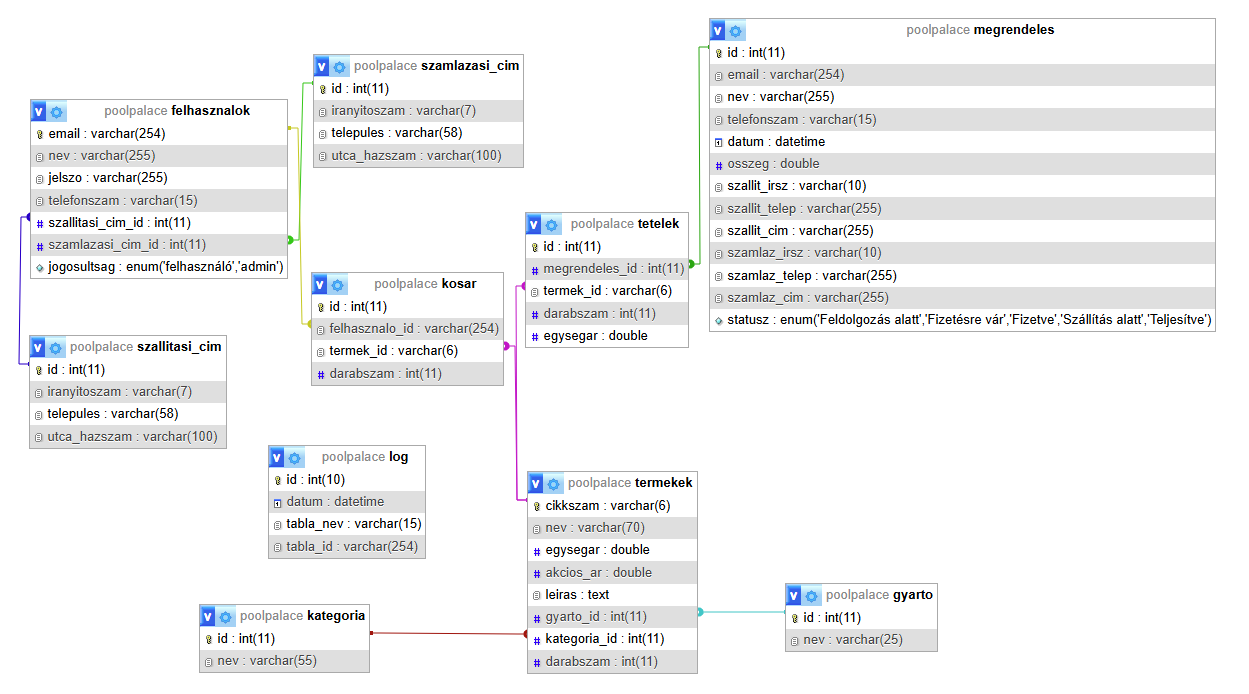 poolpalace felhasznalok
email : varchar(254)
nev : varchar(255)
jelszo : varchar(255)
telefonszam : varchar(15)
szallitasi_cim_id : int(11)
szamlazasi_cim_id : int(11)
jogosultsag : enum('felhasználó','admin')
poolpalace szamlazasi_cim
id : int(11)
iranyitoszam : varchar(7)
telepules : varchar(58)
utca_hazszam : varchar(100)
poolpalace megrendeles
id : int(11)
email : varchar(254)
nev : varchar(255)
telefonszam : varchar(15)
datum : datetime
osszeg : double
szallit_irsz : varchar(10)
szallit_telep : varchar(255)
szallit_cim : varchar(255)
szamlaz_irsz : varchar(10)
szamlaz_telep : varchar(255)
szamlaz_cim : varchar(255)
statusz : enum('Feldolgozás alatt','Fizetésre vár','Fizetve','Szállítás alatt','Teljesítve')
poolpalace tetelek
id : int(11)
megrendeles_id : int(11)
termek_id : varchar(6)
darabszam : int(11)
egysegar : double
poolpalace kosar
id : int(11)
felhasznalo_id : varchar(254)
termek_id : varchar(6)
darabszam : int(11)
poolpalace szallitasi_cim
id : int(11)
iranyitoszam : varchar(7)
telepules : varchar(58)
utca_hazszam : varchar(100)
poolpalace log
id : int(10)
datum : datetime
tabla_nev : varchar(15)
tabla_id : varchar(254)
poolpalace termekek
cikkszam : varchar(6)
nev : varchar(70)
egysegar : double
akcios_ar : double
leiras : text
gyarto_id : int(11)
kategoria_id : int(11)
darabszam : int(11)
poolpalace gyarto
id : int(11)
nev : varchar(25)
poolpalace kategoria
id : int(11)
nev : varchar(55)